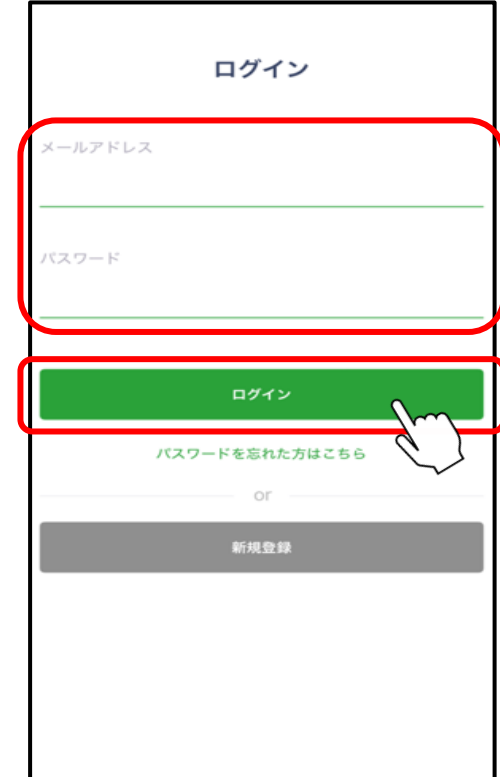 ログイン
メールアドレス
パスワード
ログイン
パスワードを忘れた方はこちら
or
新規登録